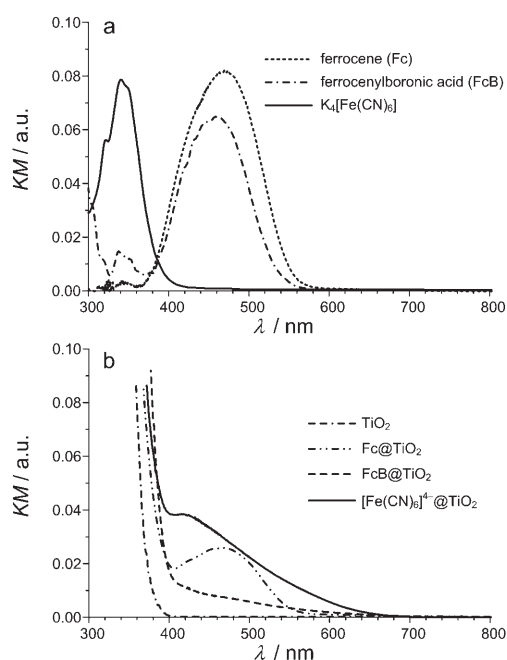 a
0.10
0.08
0.06
0.04
0.02
0.00
KM / a.u.
ferrocene (Fc)
ferrocenylboronic acid (FcB)
K₄[Fe(CN)₆]
300 400 500 600 700 800
λ / nm
b
0.10
0.08
0.06
0.04
0.02
0.00
KM / a.u.
TiO₂
Fc@TiO₂
FcB@TiO₂
[Fe(CN)₆]⁴⁻@TiO₂
300 400 500 600 700 800
λ / nm